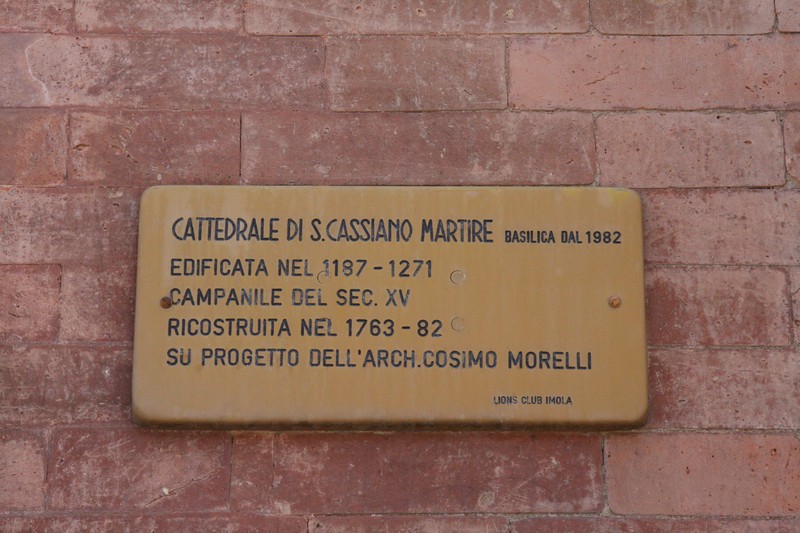 CATTEDRALE DI S.CASSIANO MARTIRE BASILICA DAL 1982
EDIFICATA NEL 1187 - 1271
CAMPANILE DEL SEC. XV
RICOSTRUITA NEL 1763 - 82
SU PROGETTO DELL'ARCH.COSIMO MORELLI
LIONS CLUB IMOLA